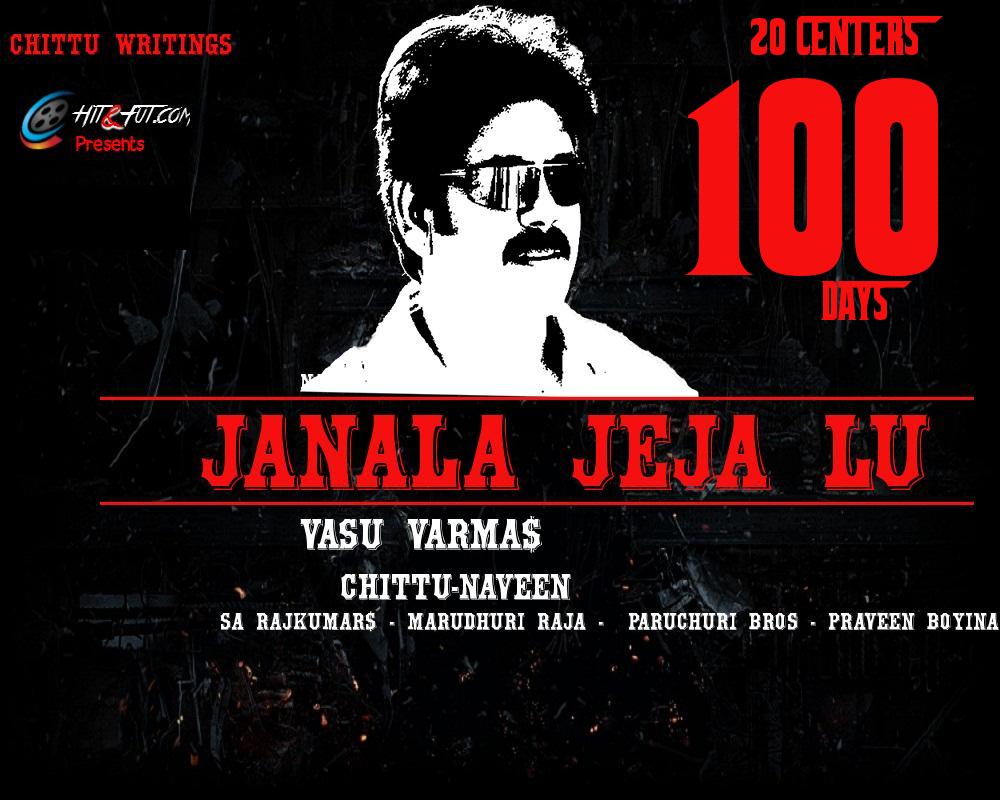 CHITTU WRITINGS
HIT&FUT.COM
Presents
20 CENTERS
100
DAYS
JANALA JEJA LU
VASU VARMA$
CHITTU-NAVEEN
SA RAJKUMAR$ - MARUDHURI RAJA - PARUCHURI BROS - PRAVEEN BOYINA